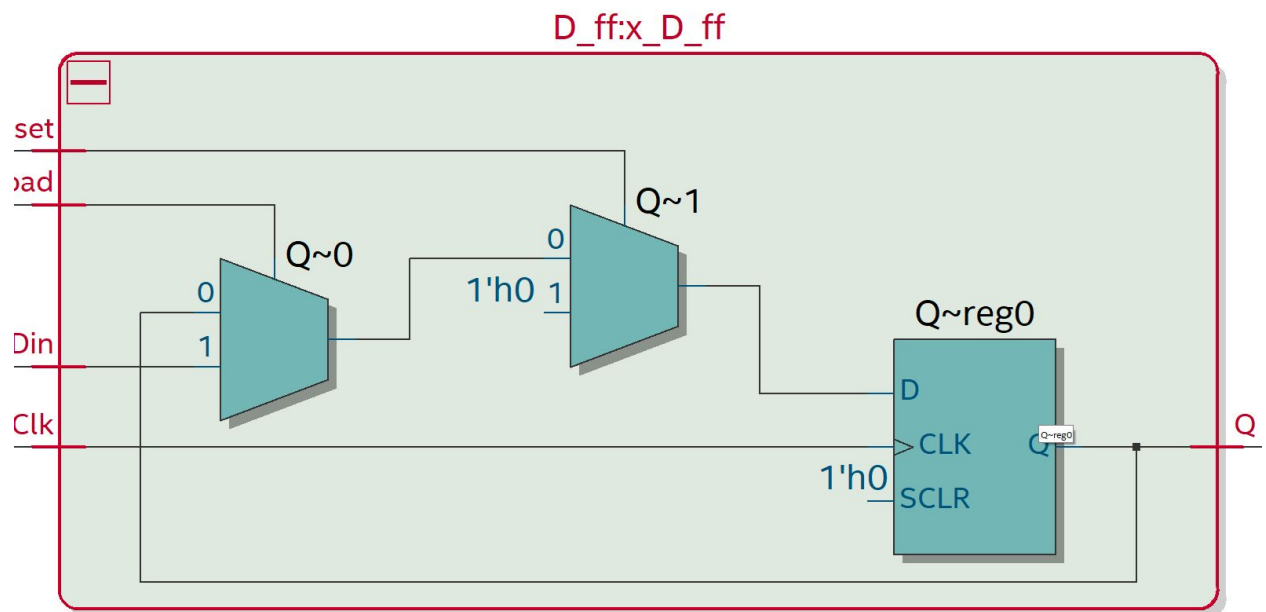 D_ff:x_D_ff
set
oad
Q~1
Q~0
0
0
1'h0 1
1
Q~reg0
Din
D
Clk
CLK
Q
Q~reg0
Q
1'h0
SCLR